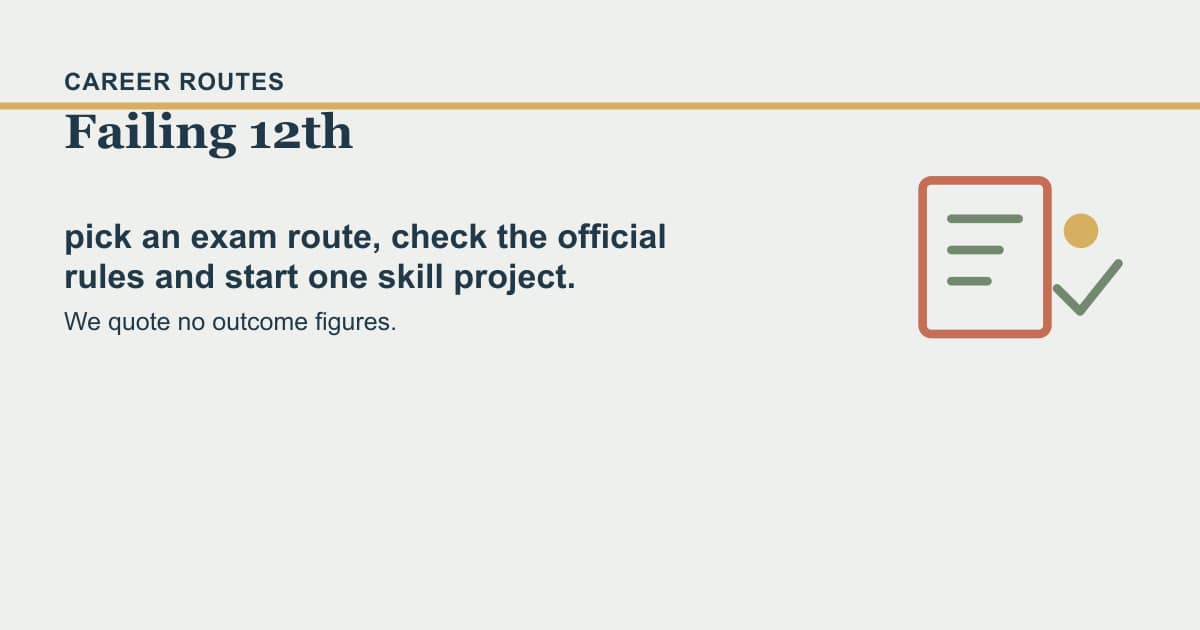 CAREER ROUTES
Failing 12th
pick an exam route, check the official
rules and start one skill project.
We quote no outcome figures.